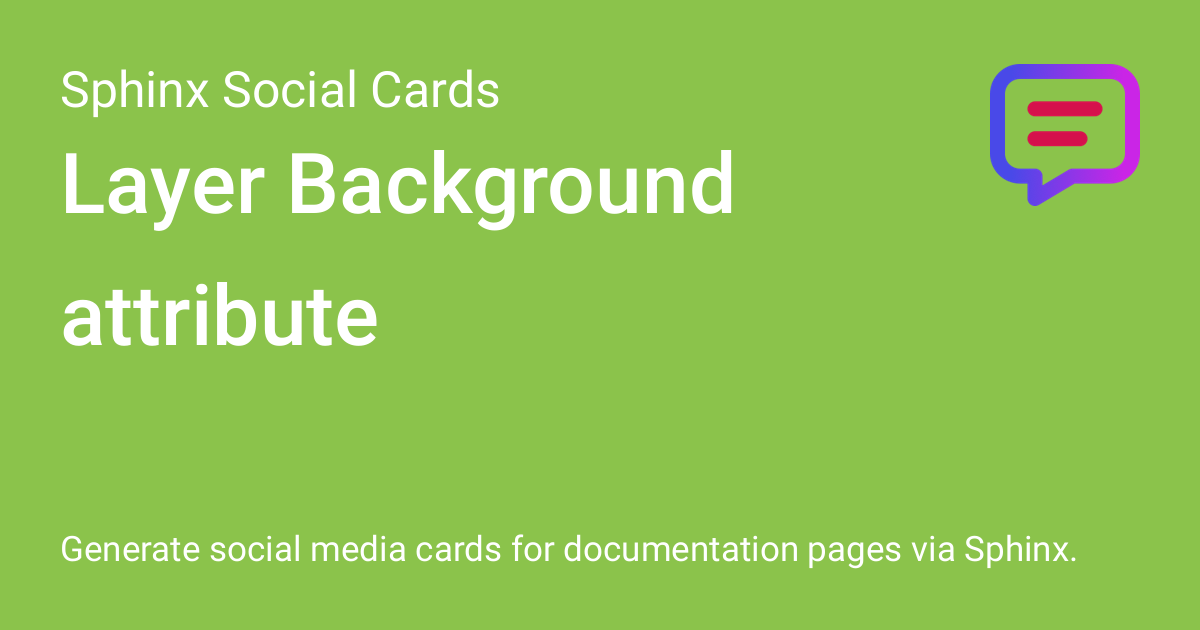 Sphinx Social Cards
Layer Background
attribute
Generate social media cards for documentation pages via Sphinx.